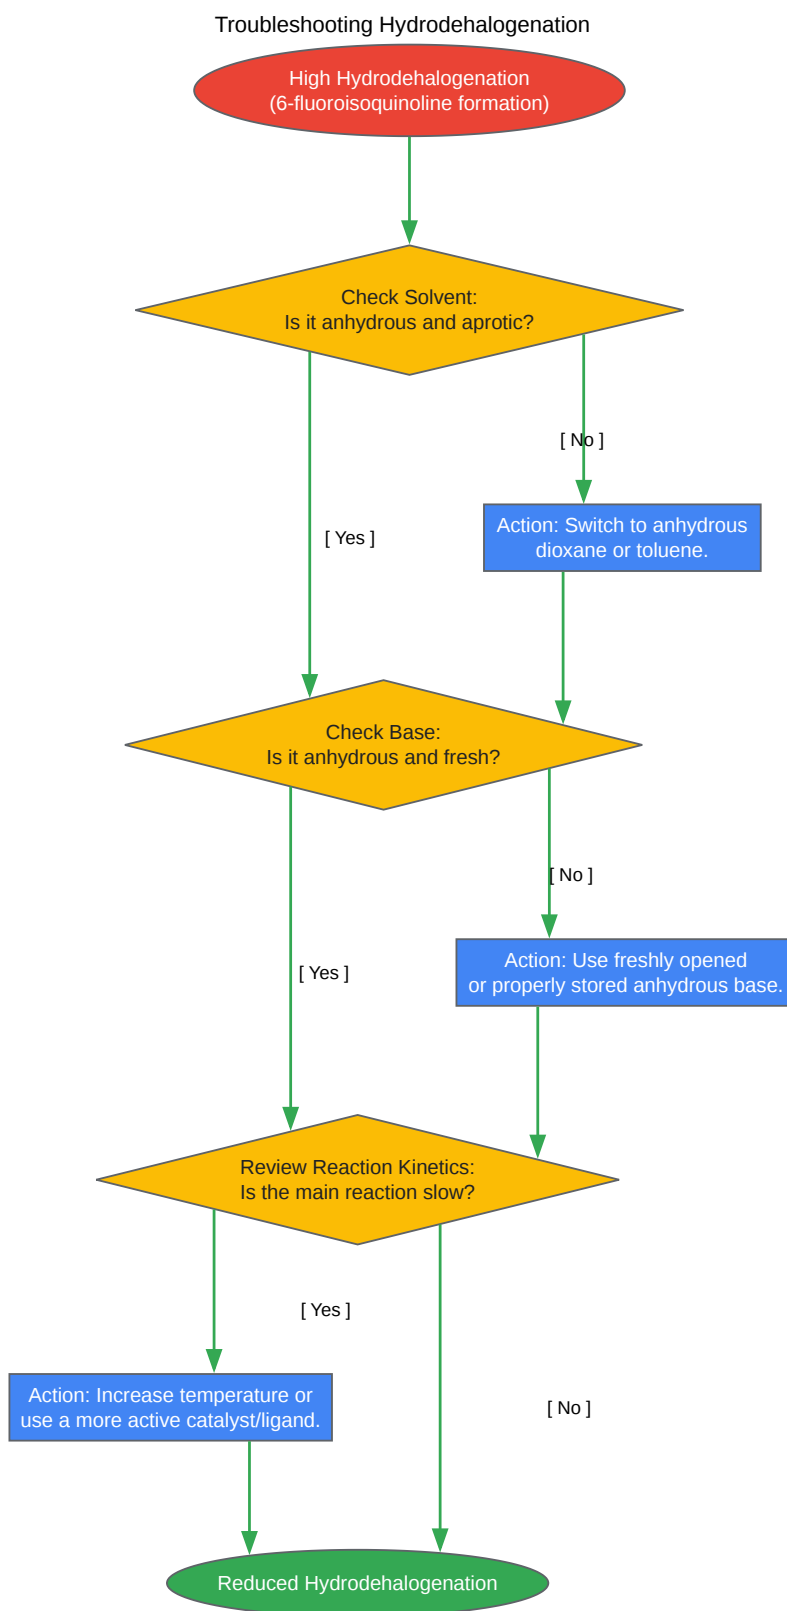 Troubleshooting Hydrodehalogenation
High Hydrodehalogenation
(6-fluoroisoquinoline formation)
Check Solvent:
Is it anhydrous and aprotic?
[ No ]
[ Yes ]
Action: Switch to anhydrous
dioxane or toluene.
Check Base:
Is it anhydrous and fresh?
[ No ]
[ Yes ]
Action: Use freshly opened
or properly stored anhydrous base.
Review Reaction Kinetics:
Is the main reaction slow?
[ Yes ]
Action: Increase temperature or
use a more active catalyst/ligand.
[ No ]
Reduced Hydrodehalogenation